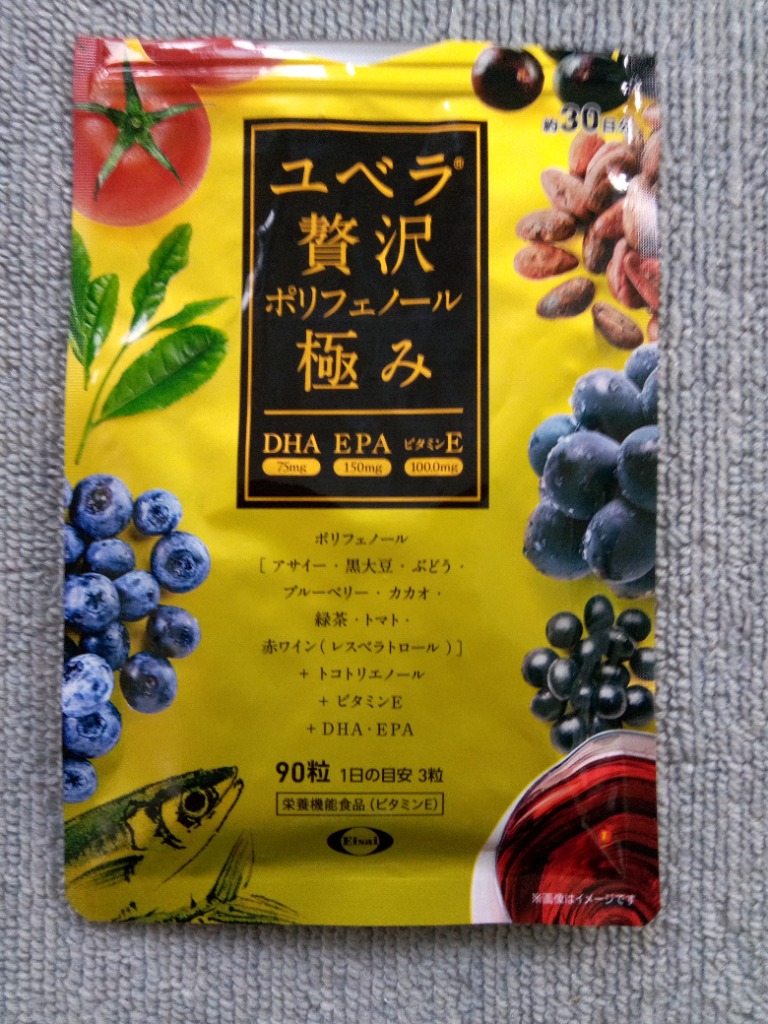 約30日分
ユベラ®
贅沢
ポリフェノール
極み
DHA EPA ビタミンE
75mg 150mg 100.0mg
ポリフェノール
[ アサイー・黒大豆・ぶどう・
ブルーベリー・カカオ・
緑茶・トマト・
赤ワイン(レスベラトロール)]
+ トコトリエノール
+ ビタミンE
+ DHA・EPA
90粒 1日の目安 3粒
栄養機能食品(ビタミンE)
Eisai
※画像はイメージです